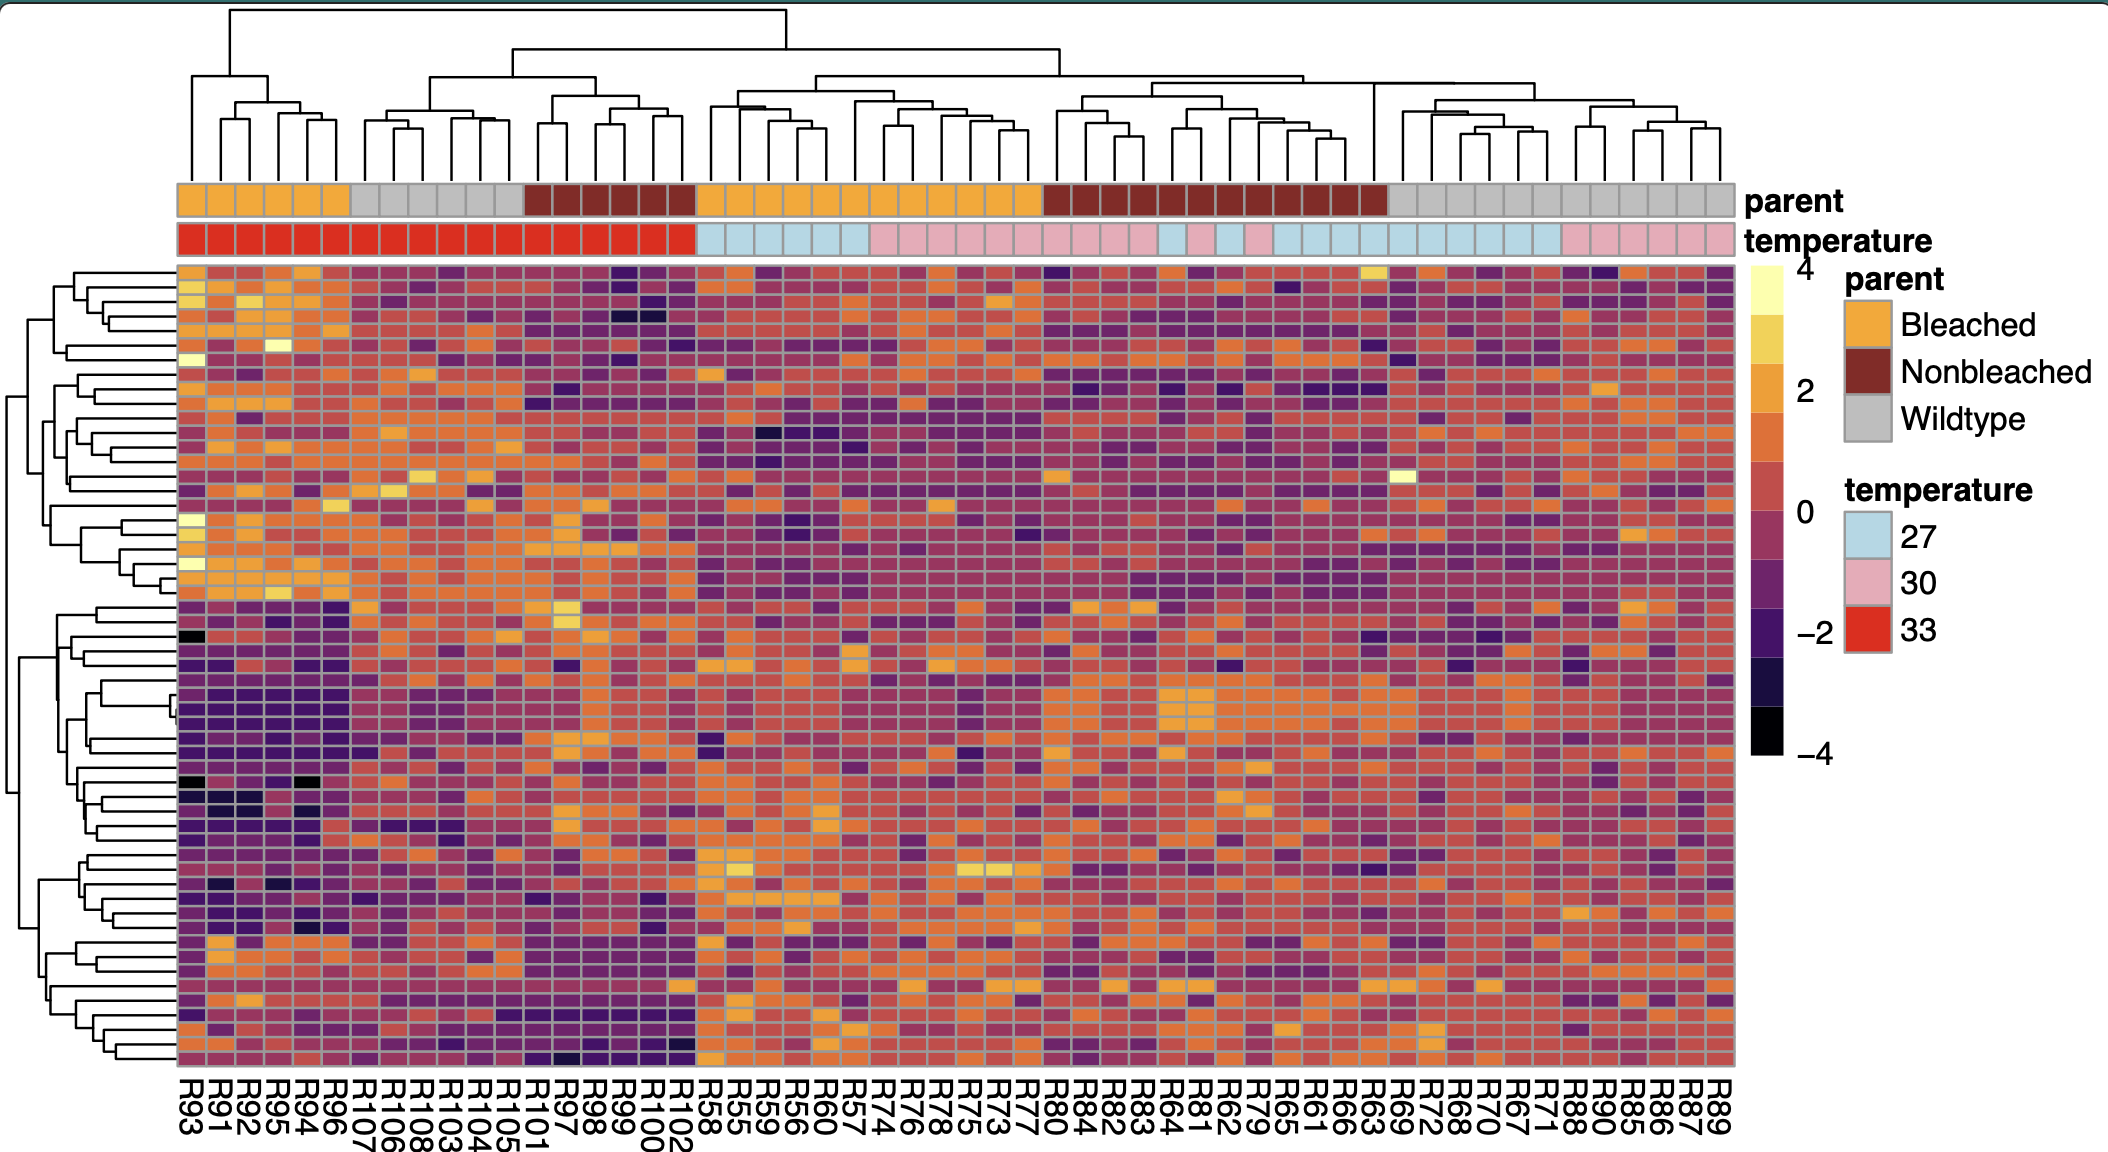 parent
temperature
4
2
0
−2
−4
parent
Bleached
Nonbleached
Wildtype
temperature
27
30
33
R93
R91
R92
R95
R94
R96
R107
R106
R108
R103
R104
R105
R101
R97
R98
R99
R100
R102
R58
R55
R59
R56
R60
R57
R74
R76
R78
R75
R73
R77
R80
R84
R82
R83
R64
R81
R62
R79
R65
R61
R66
R63
R69
R72
R68
R70
R67
R71
R88
R90
R85
R86
R87
R89